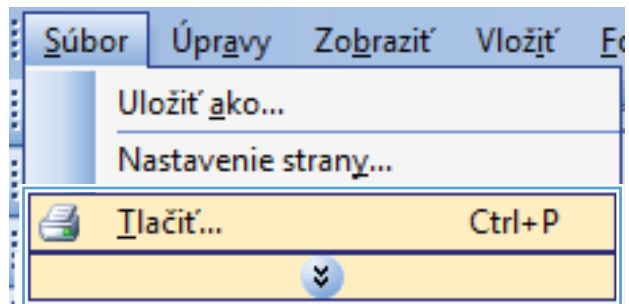 Súbor Úpravy Zobraziť Vložiť
Uložiť ako...
Nastavenie strany...
Tlačiť... Ctrl+P